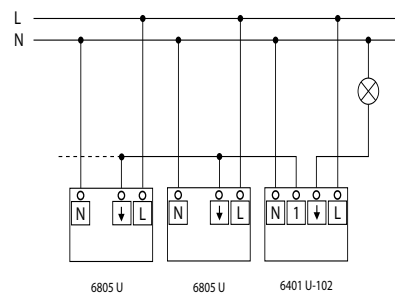 L
N
N ↓ L N ↓ L N 1 ↓ L
6805 U 6805 U 6401 U-102